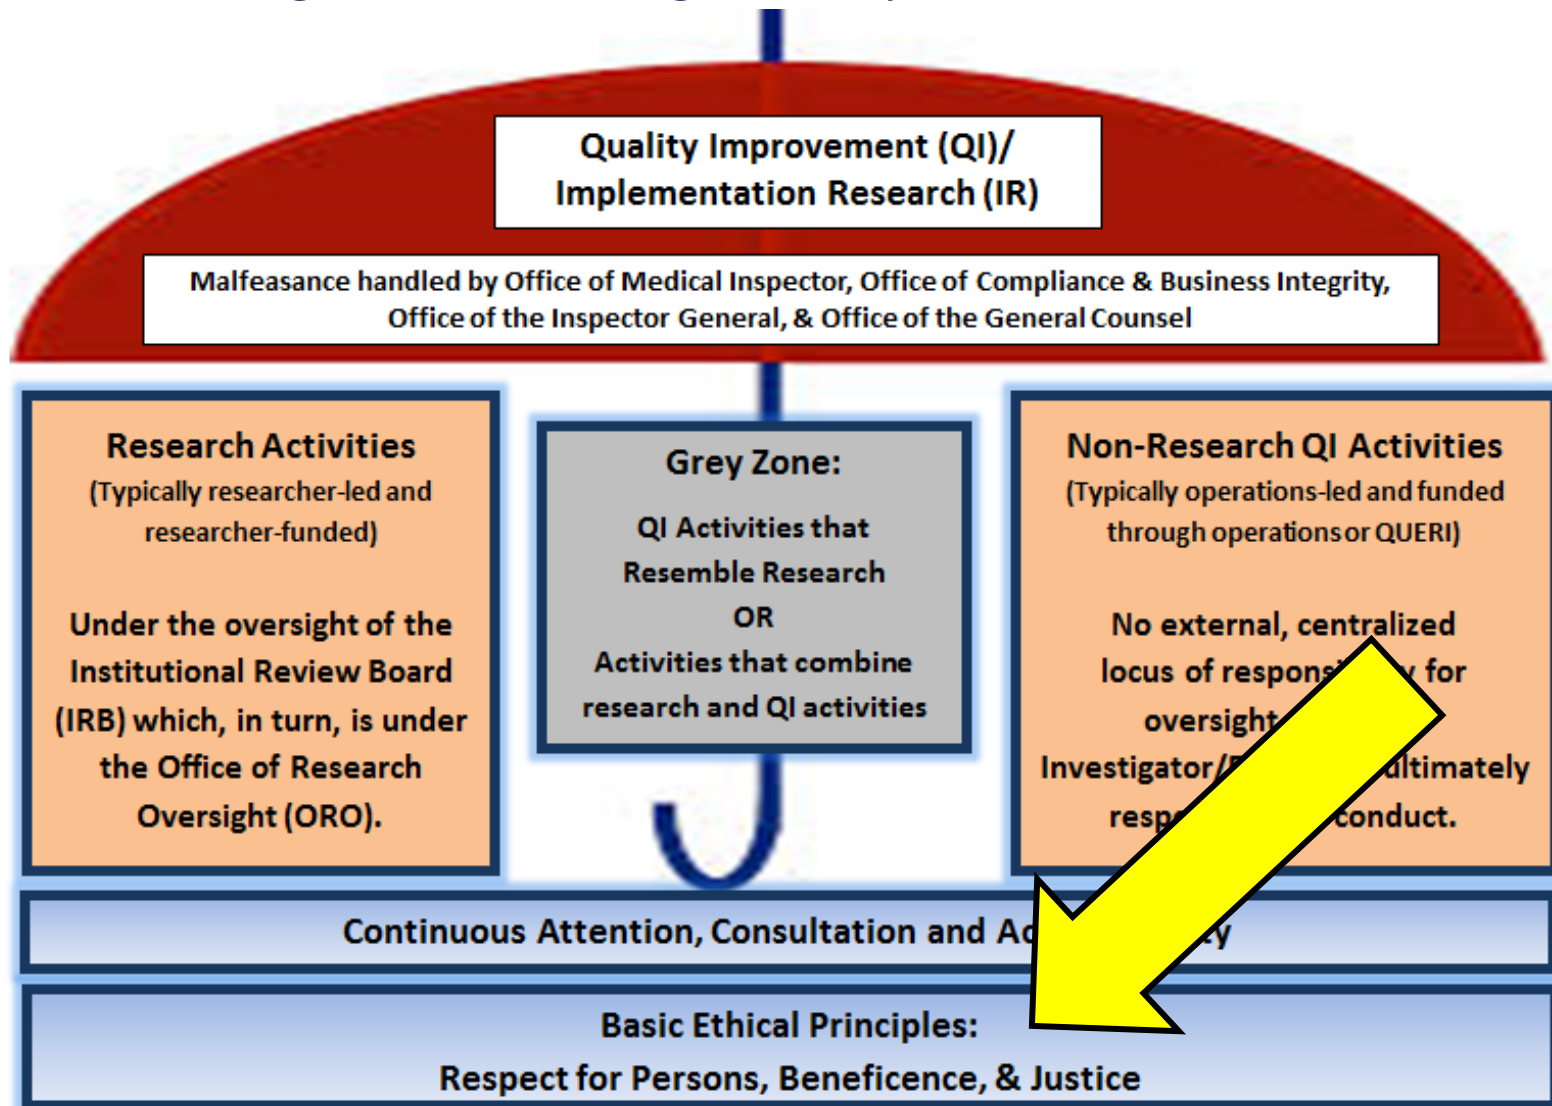 Quality Improvement (QI)/
Implementation Research (IR)
Malfeasance handled by Office of Medical Inspector, Office of Compliance & Business Integrity,
Office of the Inspector General, & Office of the General Counsel
Research Activities
(Typically researcher-led and
researcher-funded)
Under the oversight of the
Institutional Review Board
(IRB) which, in turn, is under
the Office of Research
Oversight (ORO).
Grey Zone:
QI Activities that
Resemble Research
OR
Activities that combine
research and QI activities
Non-Research QI Activities
(Typically operations-led and funded
through operations or QUERI)
No external, centralized
locus of for
oversight
Investigator/ ultimately
conduct.
Continuous Attention, Consultation and
Basic Ethical Principles:
Respect for Persons, Beneficence, & Justice